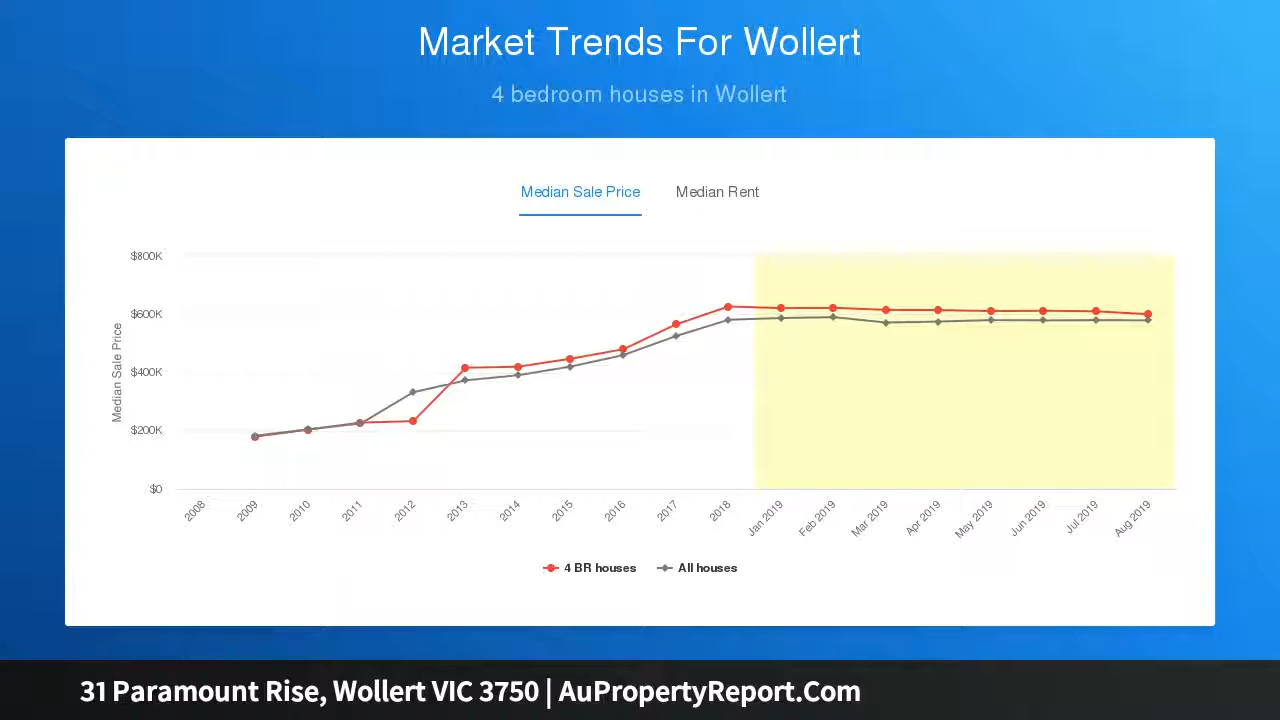 Market Trends For Wollert
4 bedroom houses in Wollert
Median Sale Price Median Rent
$800K
$600K
$400K
$200K
$0
Median Sale Price
2008 2009 2010 2011 2012 2013 2014 2015 2016 2017 2018 Jan 2019 Feb 2019 Mar 2019 Apr 2019 May 2019 Jun 2019 Jul 2019 Aug 2019
4 BR houses All houses
31 Paramount Rise, Wollert VIC 3750 | AuPropertyReport.Com